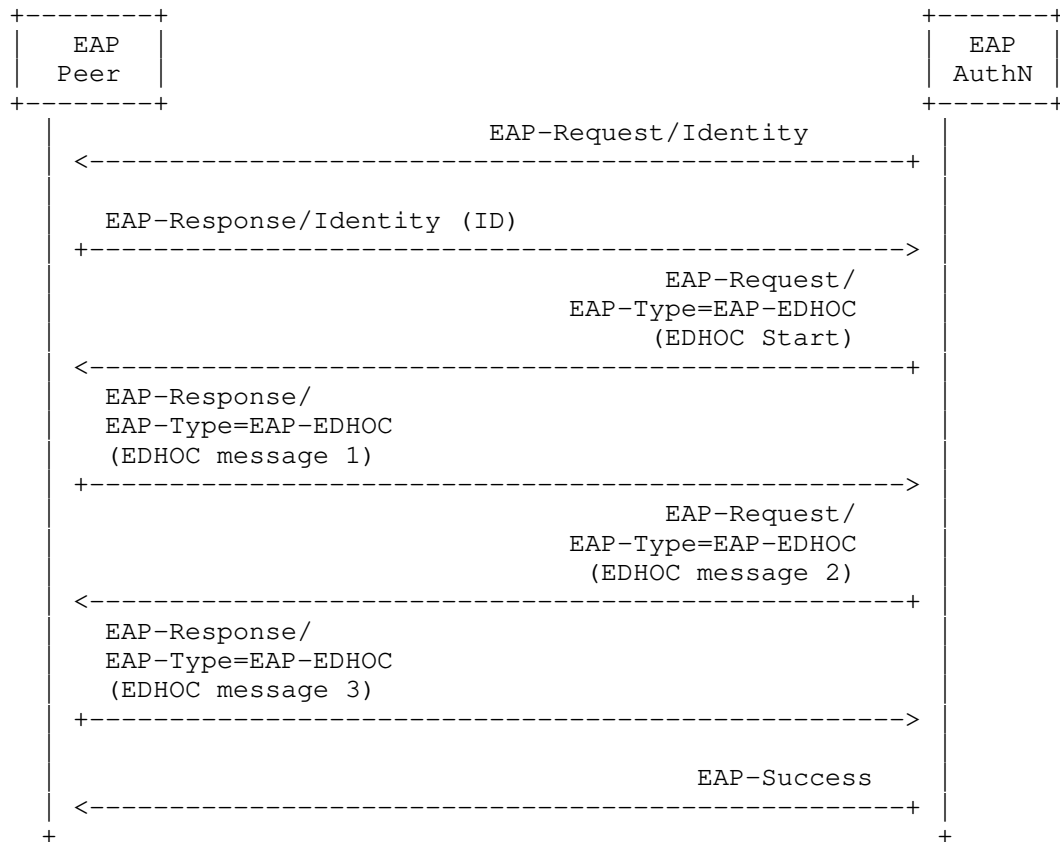 EAP EAP
Peer AuthN
EAP-Request/Identity
EAP-Response/Identity (ID)
EAP-Request/
EAP-Type=EAP-EDHOC
(EDHOC Start)
EAP-Response/
EAP-Type=EAP-EDHOC
(EDHOC message 1)
EAP-Request/
EAP-Type=EAP-EDHOC
(EDHOC message 2)
EAP-Response/
EAP-Type=EAP-EDHOC
(EDHOC message 3)
EAP-Success